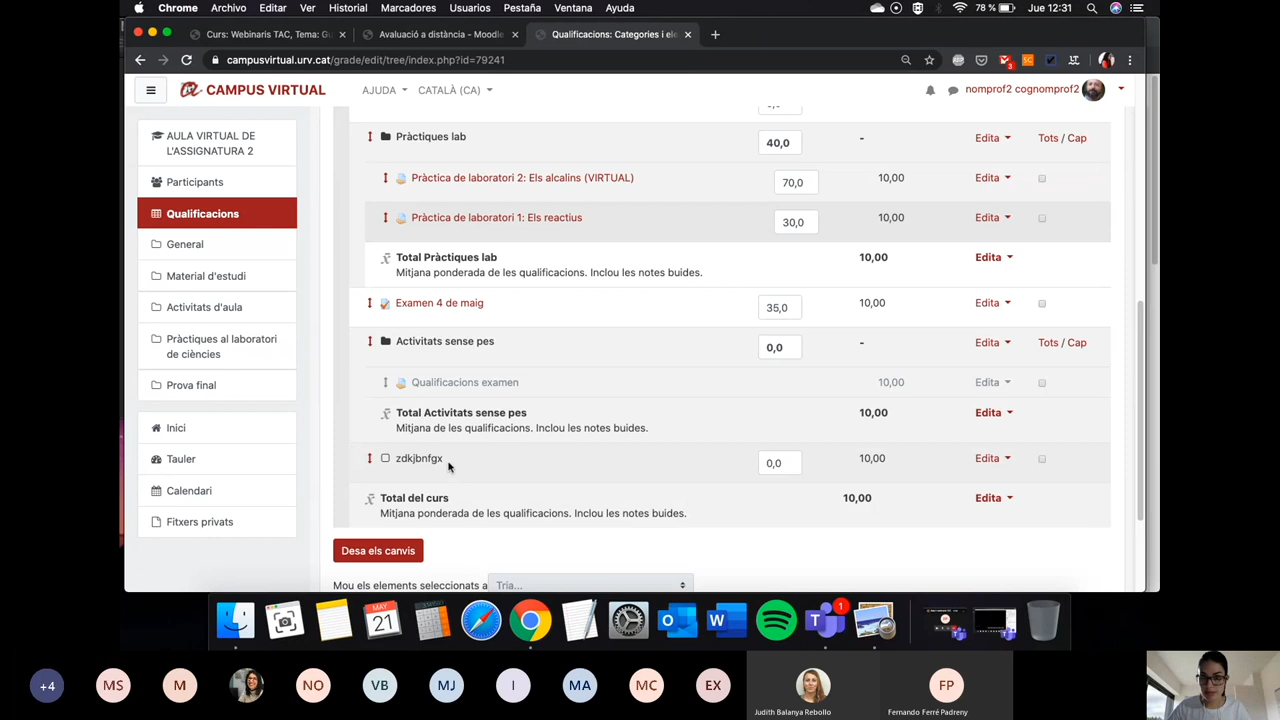 Chrome Archivo Editar Ver Historial Marcadores Usuarios Pestaña Ventana Ayuda 78 % Jue 12:31
Curs: Webinaris TAC, Tema: Gu × Avaluació a distància - Moodle × Qualificacions: Categories i ele × +
campusvirtual.urv.cat/grade/edit/tree/index.php?id=79241
CAMPUS VIRTUAL AJUDA CATALÀ (CA) nomprof2 cognomprof2
AULA VIRTUAL DE
L'ASSIGNATURA 2
Participants
Qualificacions
General
Material d'estudi
Activitats d'aula
Pràctiques al laboratori
de ciències
Prova final
Inici
Tauler
Calendari
Fitxers privats
Pràctiques lab 40,0 - Edita Tots / Cap
Pràctica de laboratori 2: Els alcalins (VIRTUAL) 70,0 10,00 Edita
Pràctica de laboratori 1: Els reactius 30,0 10,00 Edita
Total Pràctiques lab 10,00 Edita
Mitjana ponderada de les qualificacions. Inclou les notes buides.
Examen 4 de maig 35,0 10,00 Edita
Activitats sense pes 0,0 - Edita Tots / Cap
Qualificacions examen 10,00 Edita
Total Activitats sense pes 10,00 Edita
Mitjana de les qualificacions. Inclou les notes buides.
zdkjbnfgx 0,0 10,00 Edita
Total del curs 10,00 Edita
Mitjana ponderada de les qualificacions. Inclou les notes buides.
Desa els canvis
Mou els elements seleccionats a Tria...
MAY
21
1
+4 MS M NO VB MJ I MA MC EX FP
Judith Balanya Rebollo Fernando Ferré Padreny